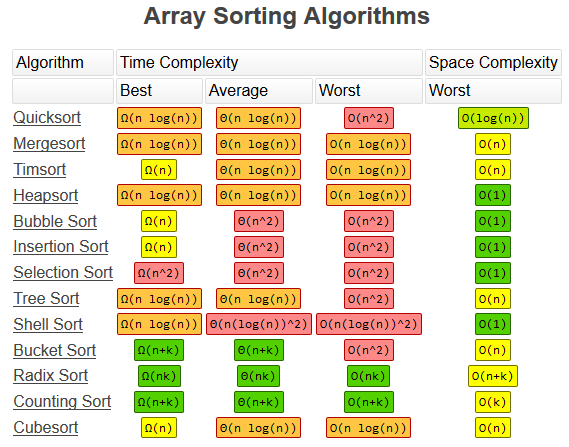 Array Sorting Algorithms
Algorithm Time Complexity Space Complexity
Best Average Worst Worst
Quicksort Ω(n log(n)) Θ(n log(n)) O(n^2) O(log(n))
Mergesort Ω(n log(n)) Θ(n log(n)) O(n log(n)) O(n)
Timsort Ω(n) Θ(n log(n)) O(n log(n)) O(n)
Heapsort Ω(n log(n)) Θ(n log(n)) O(n log(n)) O(1)
Bubble Sort Ω(n) Θ(n^2) O(n^2) O(1)
Insertion Sort Ω(n) Θ(n^2) O(n^2) O(1)
Selection Sort Ω(n^2) Θ(n^2) O(n^2) O(1)
Tree Sort Ω(n log(n)) Θ(n log(n)) O(n^2) O(n)
Shell Sort Ω(n log(n)) Θ(n(log(n))^2) O(n(log(n))^2) O(1)
Bucket Sort Ω(n+k) Θ(n+k) O(n^2) O(n)
Radix Sort Ω(nk) Θ(nk) O(nk) O(n+k)
Counting Sort Ω(n+k) Θ(n+k) O(n+k) O(k)
Cubesort Ω(n) Θ(n log(n)) O(n log(n)) O(n)